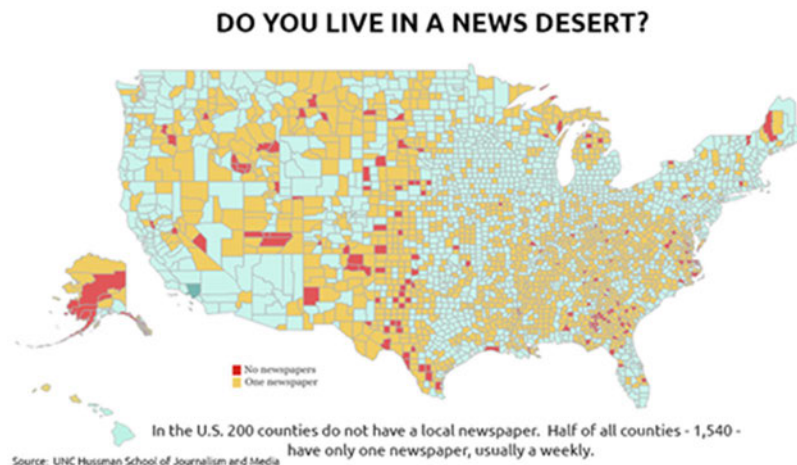 DO YOU LIVE IN A NEWS DESERT?
No newspapers
One newspaper
In the U.S. 200 counties do not have a local newspaper. Half of all counties - 1,540 -
have only one newspaper, usually a weekly.
Source: UNC Hussman School of Journalism and Media